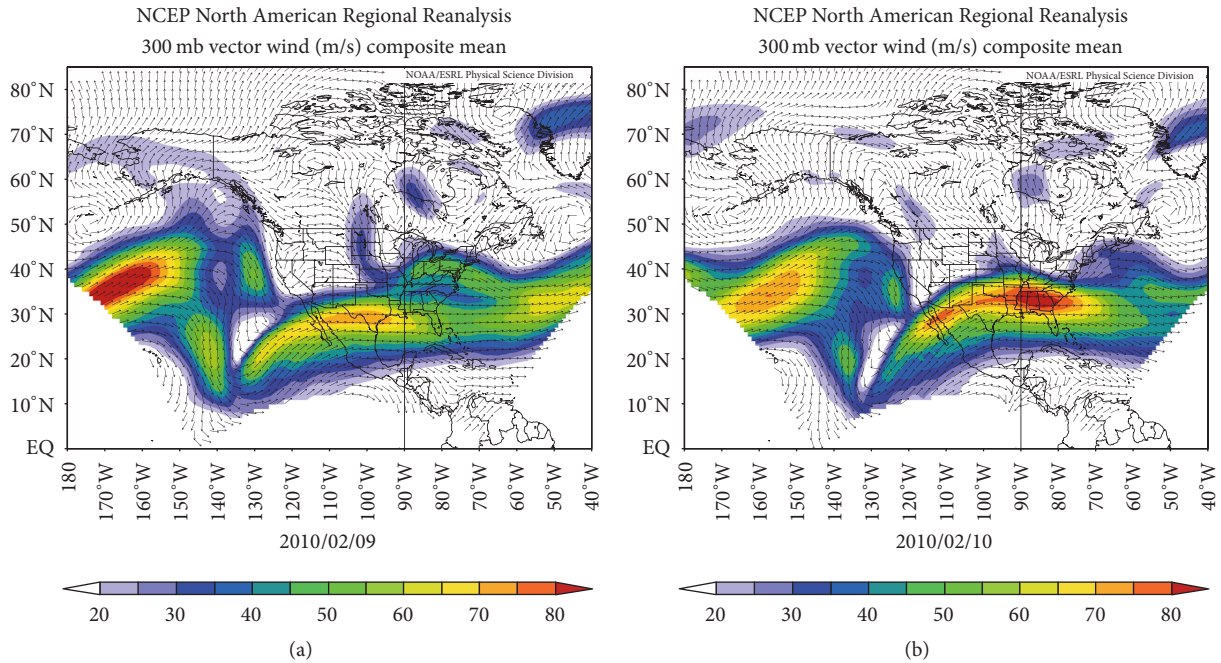 NCEP North American Regional Reanalysis
300 mb vector wind (m/s) composite mean
NOAA/ESRL Physical Science Division
80°N
70°N
60°N
50°N
40°N
30°N
20°N
10°N
EQ
180
170°W
160°W
150°W
140°W
130°W
120°W
110°W
100°W
90°W
80°W
70°W
60°W
50°W
40°W
2010/02/09
20 30 40 50 60 70 80
(a)
NCEP North American Regional Reanalysis
300 mb vector wind (m/s) composite mean
NOAA/ESRL Physical Science Division
80°N
70°N
60°N
50°N
40°N
30°N
20°N
10°N
EQ
180
170°W
160°W
150°W
140°W
130°W
120°W
110°W
100°W
90°W
80°W
70°W
60°W
50°W
40°W
2010/02/10
20 30 40 50 60 70 80
(b)